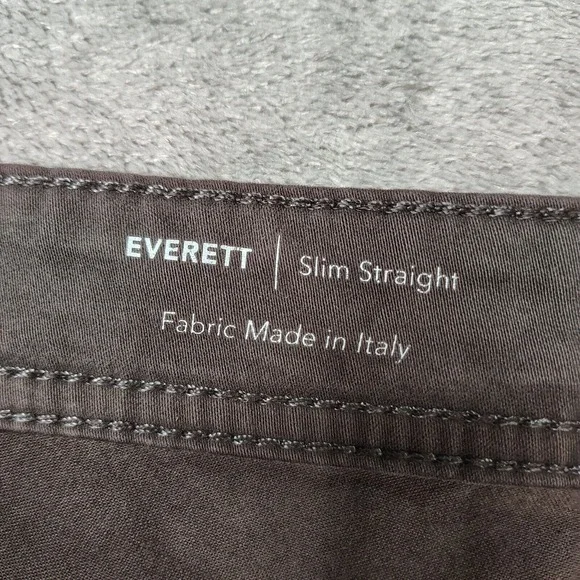 EVERETT | Slim Straight
Fabric Made in Italy